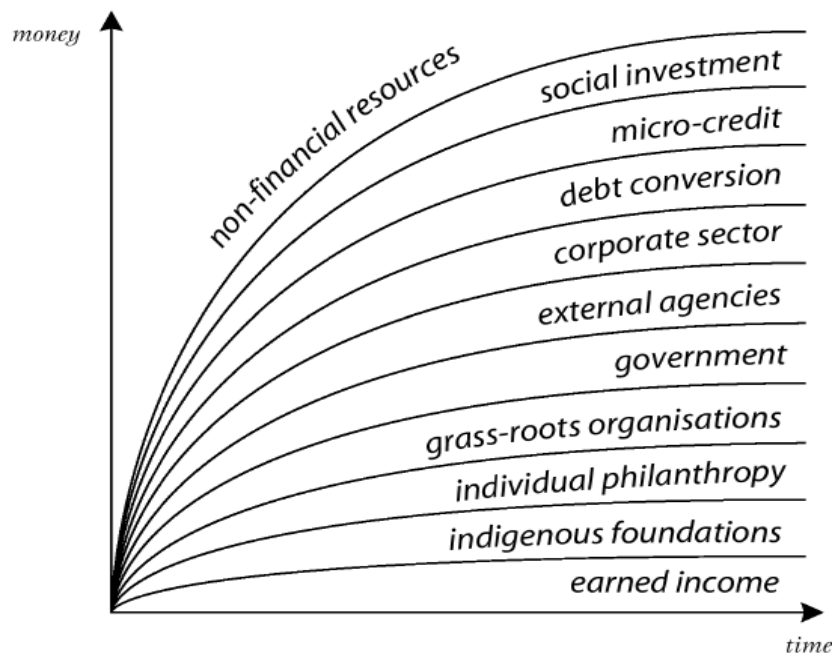 money
non-financial resources
social investment
micro-credit
debt conversion
corporate sector
external agencies
government
grass-roots organisations
individual philanthropy
indigenous foundations
earned income
time